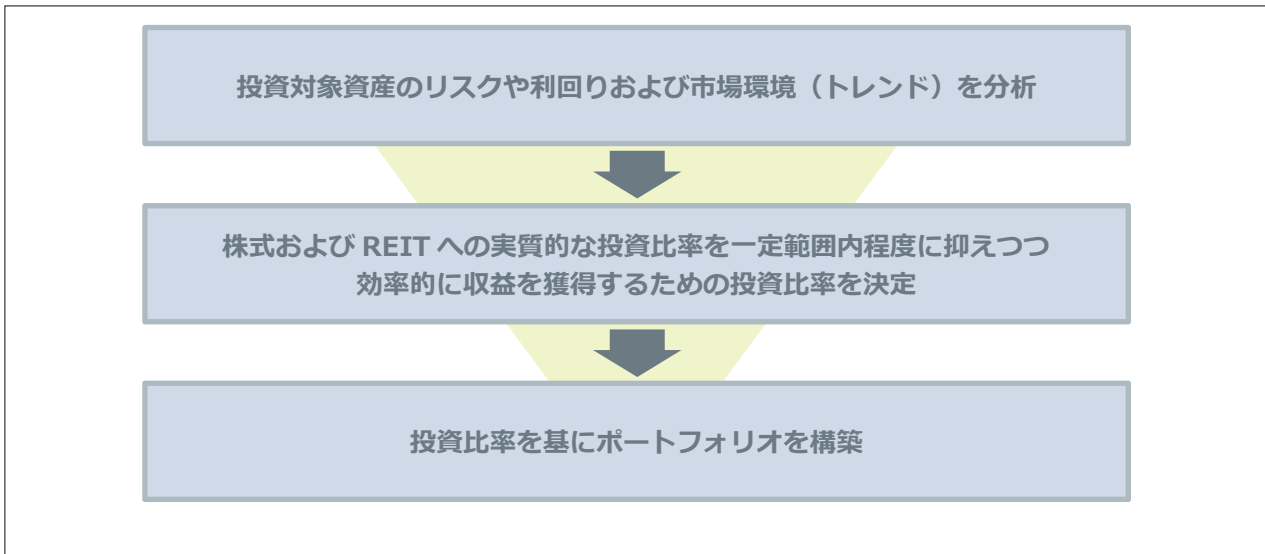 投資対象資産のリスクや利回りおよび市場環境（トレンド）を分析
株式および REIT への実質的な投資比率を一定範囲内程度に抑えつつ
効率的に収益を獲得するための投資比率を決定
投資比率を基にポートフォリオを構築